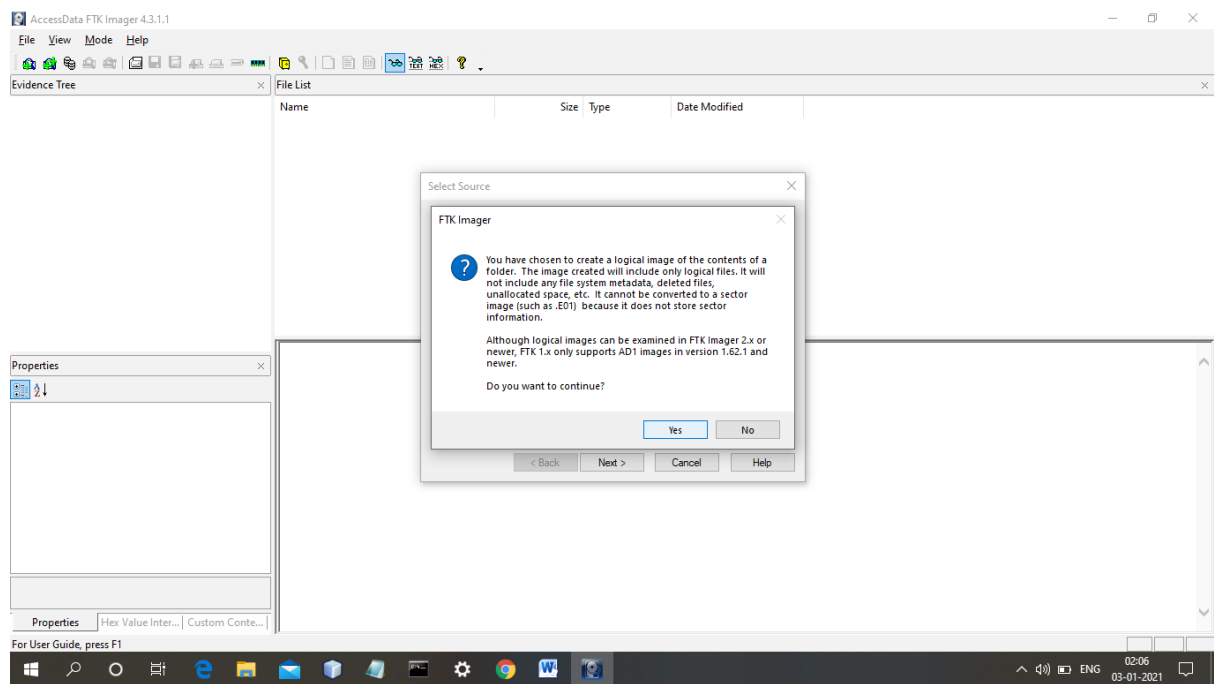 AccessData FTK Imager 4.3.1.1
File View Mode Help
Evidence Tree
File List
Name Size Type Date Modified
Select Source
FTK Imager
You have chosen to create a logical image of the contents of a
folder. The image created will include only logical files. It will
not include any file system metadata, deleted files,
unallocated space, etc. It cannot be converted to a sector
image (such as .E01) because it does not store sector
information.
Although logical images can be examined in FTK Imager 2.x or
newer, FTK 1.x only supports AD1 images in version 1.62.1 and
newer.
Do you want to continue?
Yes No
< Back Next > Cancel Help
Properties
Properties Hex Value Inter... Custom Conte...
For User Guide, press F1
ENG 02:06
03-01-2021